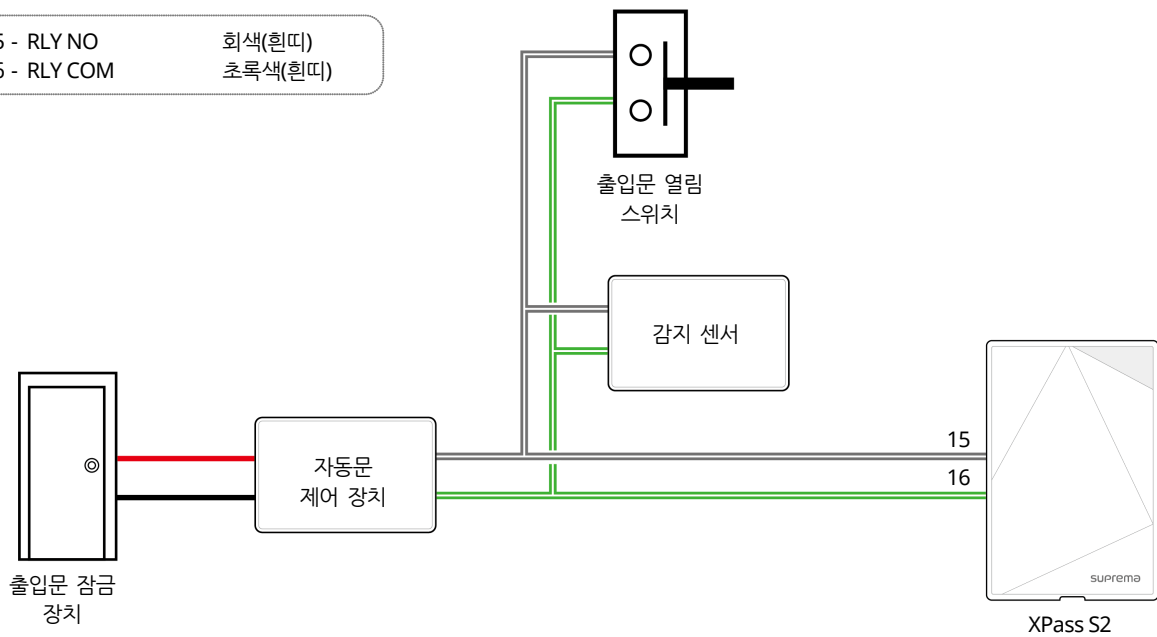 5 - RLY NO 회색(흰띠)
6 - RLY COM 초록색(흰띠)
출입문 열림
스위치
감지 센서
15
16
자동문
제어 장치
suprema
출입문 잠금
장치
XPass S2